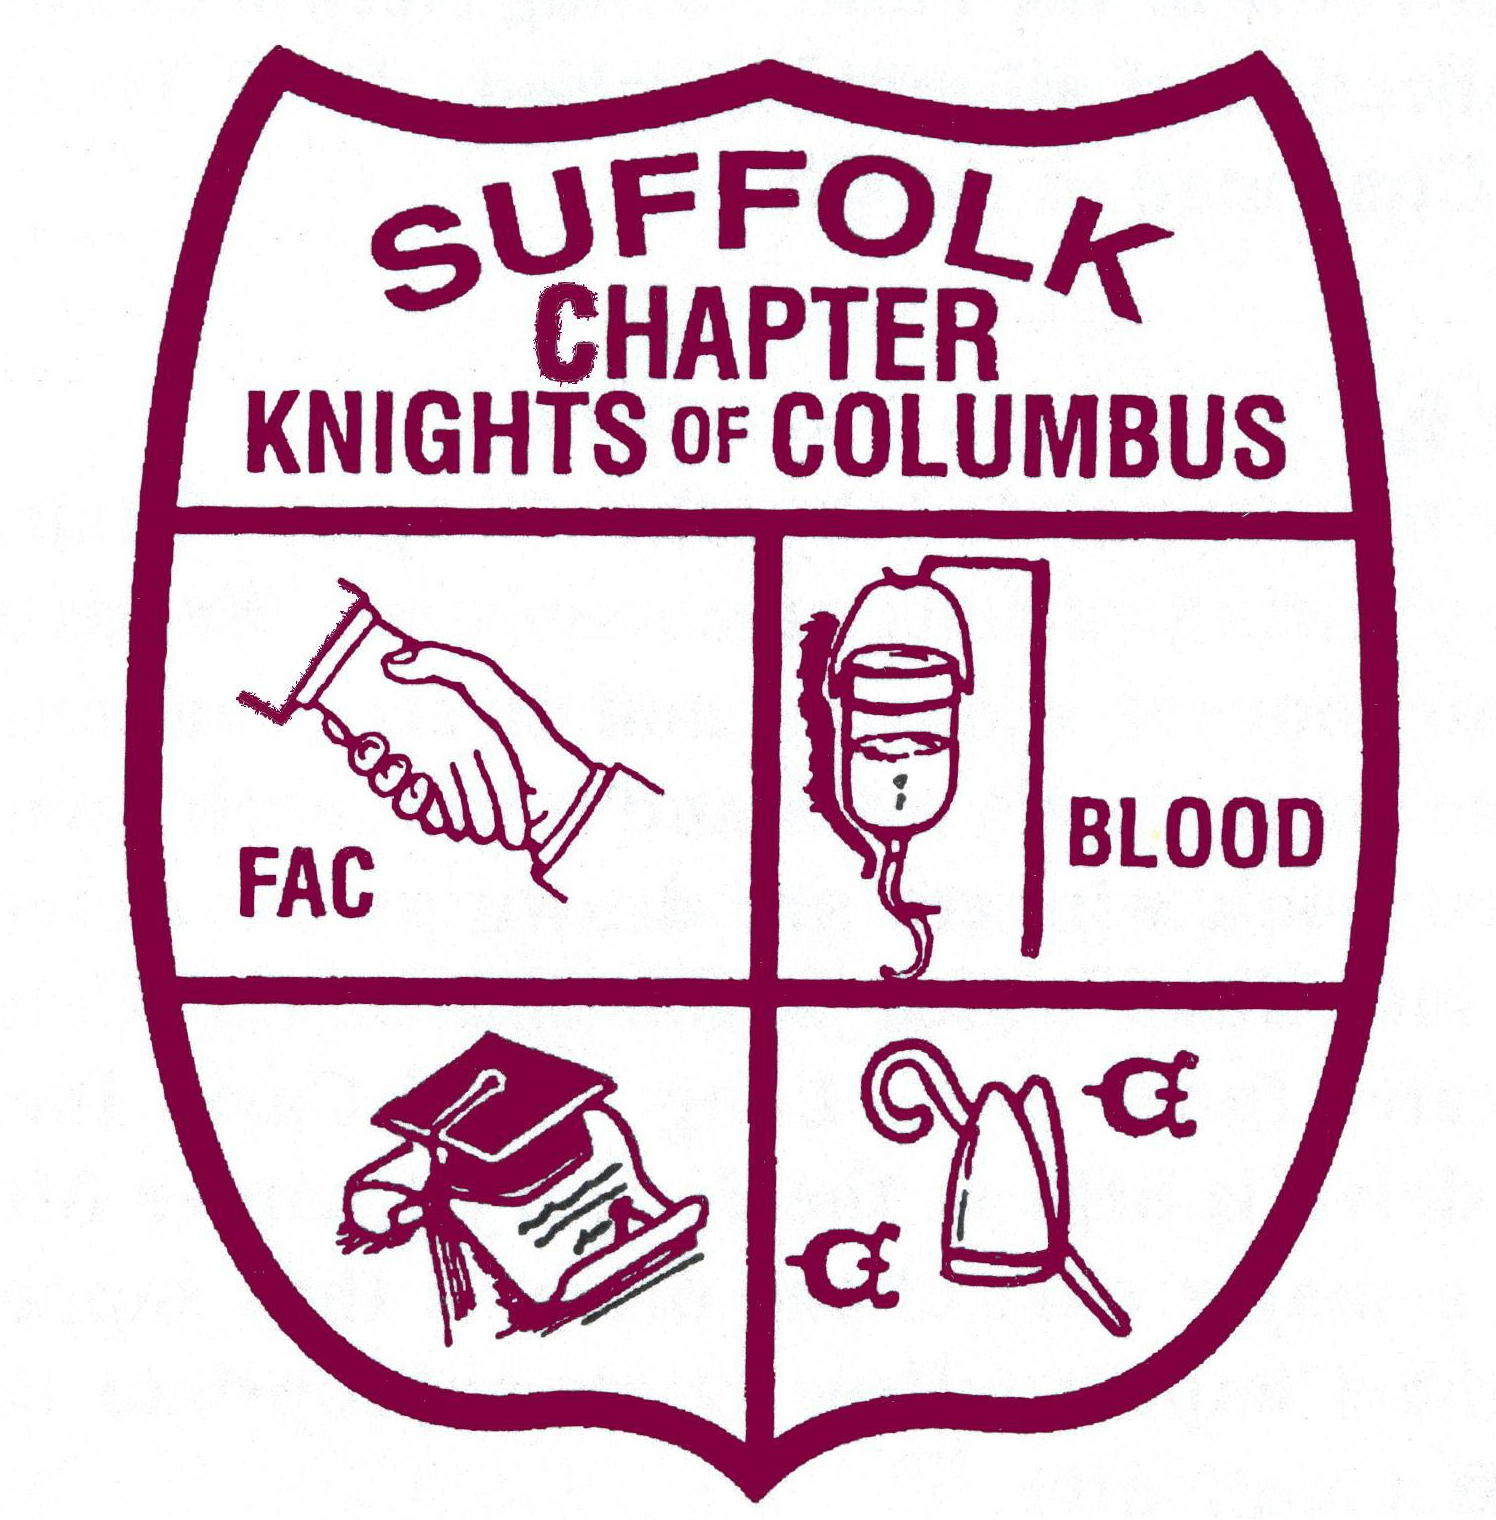 SUFFOLK
CHAPTER
KNIGHTS OF COLUMBUS
FAC
BLOOD